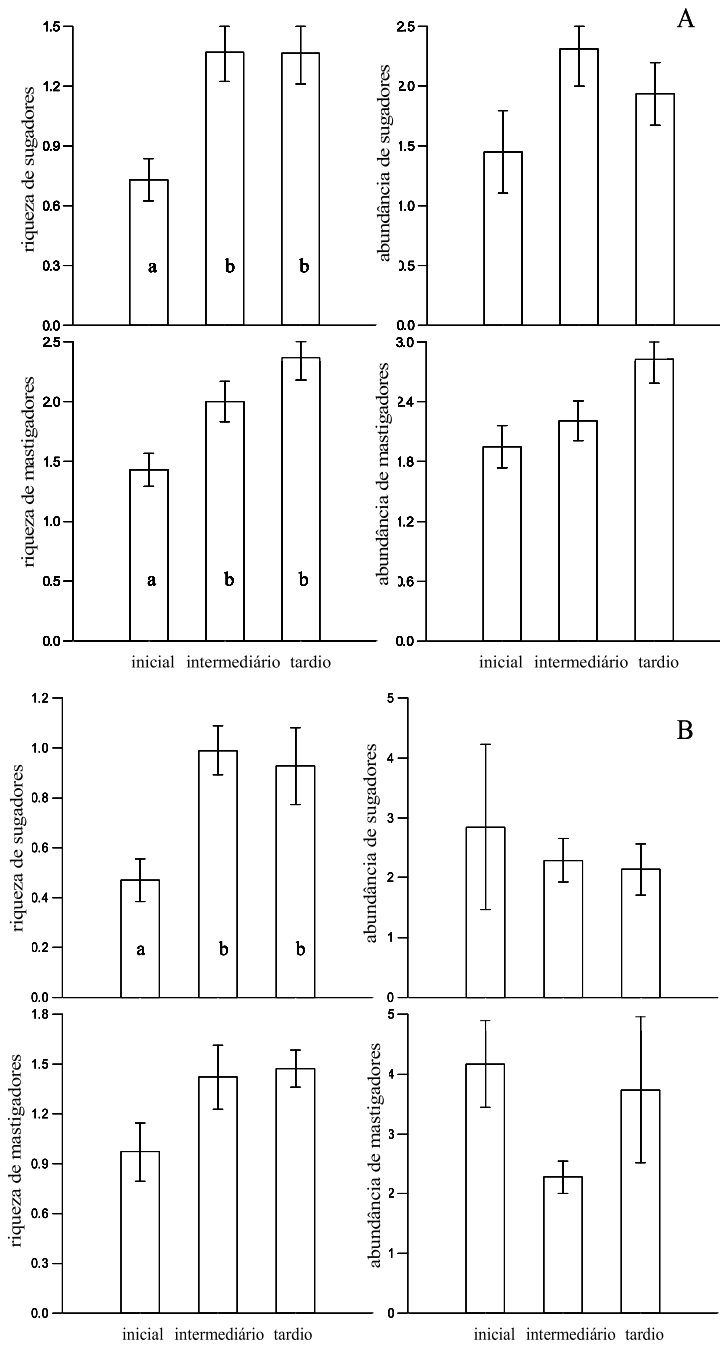 A
riqueza de sugadores
1.5
1.2
0.9
0.6
0.3
0.0
a
b
b
abundância de sugadores
2.5
2.0
1.5
1.0
0.5
0.0
riqueza de mastigadores
2.5
2.0
1.5
1.0
0.5
0.0
a
b
b
inicial intermediário tardio
abundância de mastigadores
3.0
2.4
1.8
1.2
0.6
0.0
inicial intermediário tardio
B
riqueza de sugadores
1.2
1.0
0.8
0.6
0.4
0.2
0.0
a
b
b
abundância de sugadores
5
4
3
2
1
0
riqueza de mastigadores
1.8
1.5
1.2
0.9
0.6
0.3
0.0
inicial intermediário tardio
abundância de mastigadores
5
4
3
2
1
0
inicial intermediário tardio